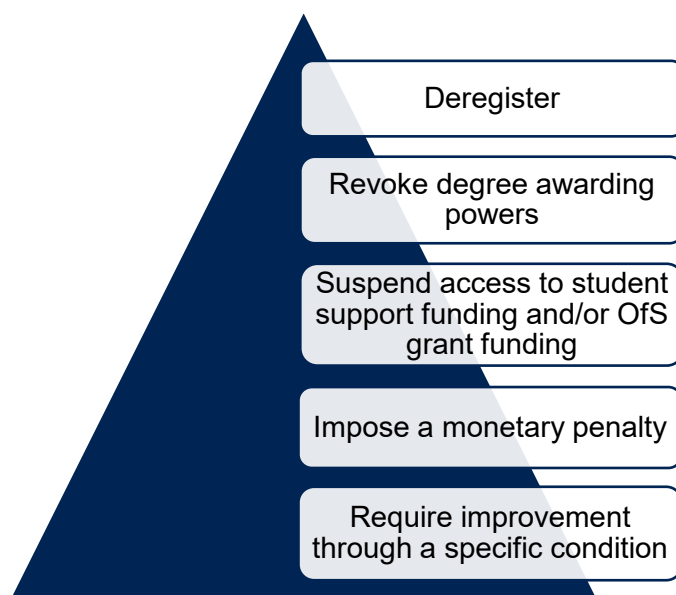 Deregister
Revoke degree awarding
powers
Suspend access to student
support funding and/or OfS
grant funding
Impose a monetary penalty
Require improvement
through a specific condition